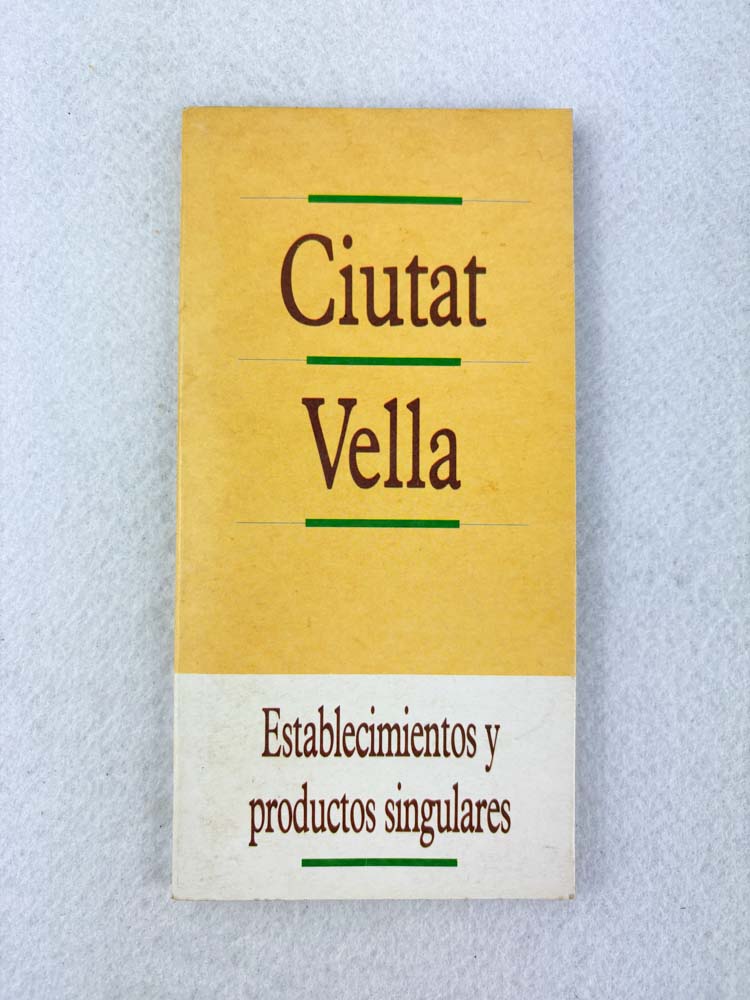 Ciutat
Vella
Establecimientos y
productos singulares